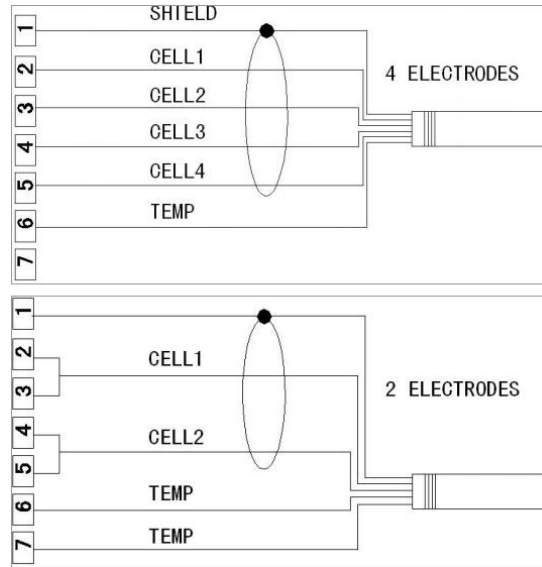 1 SHIELD
2 CELL1
3 CELL2
4 CELL3
5 CELL4
6 TEMP
7
4 ELECTRODES
1
2
3
CELL1
4
5
CELL2
6 TEMP
7 TEMP
2 ELECTRODES